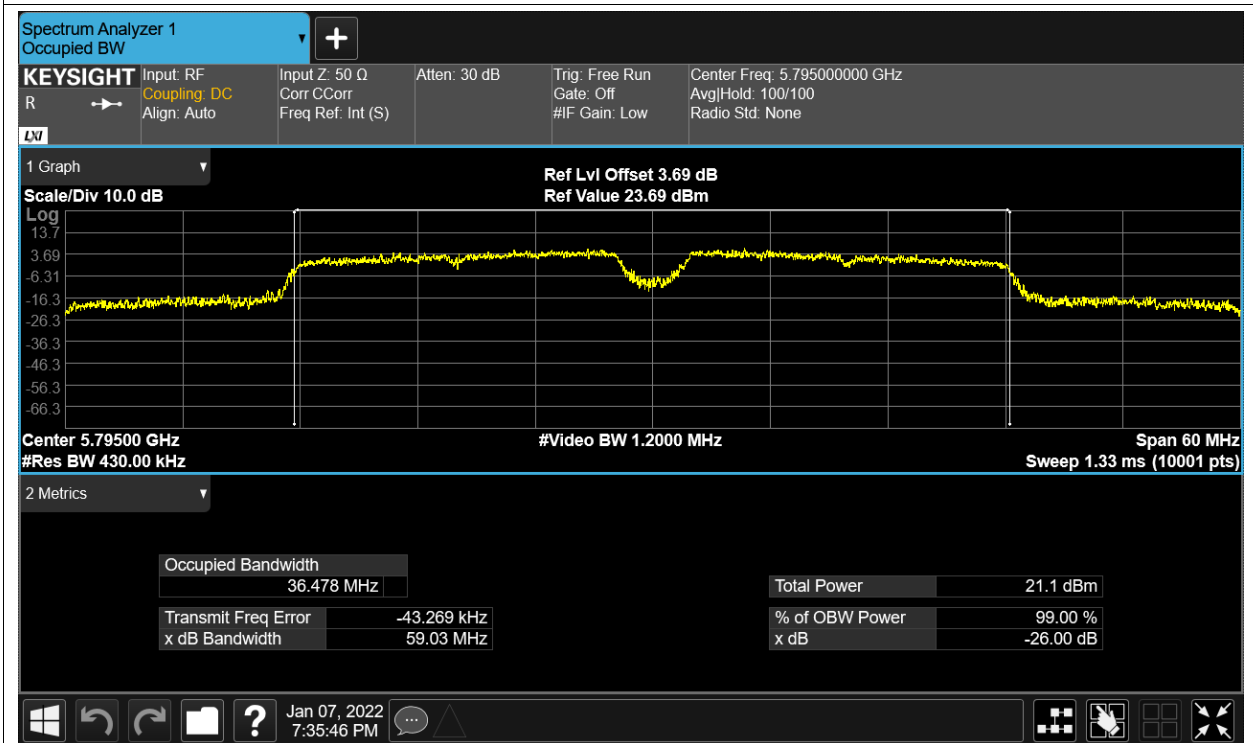 Spectrum Analyzer 1
Occupied BW
KEYSIGHT
R
LXI
Input: RF
Coupling: DC
Align: Auto
Input Z: 50 Ω
Corr CCorr
Freq Ref: Int (S)
Atten: 30 dB
Trig: Free Run
Gate: Off
#IF Gain: Low
Center Freq: 5.795000000 GHz
Avg|Hold: 100/100
Radio Std: None
1 Graph
Scale/Div 10.0 dB
Ref Lvl Offset 3.69 dB
Ref Value 23.69 dBm
Log
13.7
3.69
-6.31
-16.3
-26.3
-36.3
-46.3
-56.3
-66.3
Center 5.79500 GHz
#Video BW 1.2000 MHz
Span 60 MHz
#Res BW 430.00 kHz
Sweep 1.33 ms (10001 pts)
2 Metrics
Occupied Bandwidth
36.478 MHz
Total Power 21.1 dBm
Transmit Freq Error -43.269 kHz
% of OBW Power 99.00 %
x dB Bandwidth 59.03 MHz
x dB -26.00 dB
Jan 07, 2022
7:35:46 PM